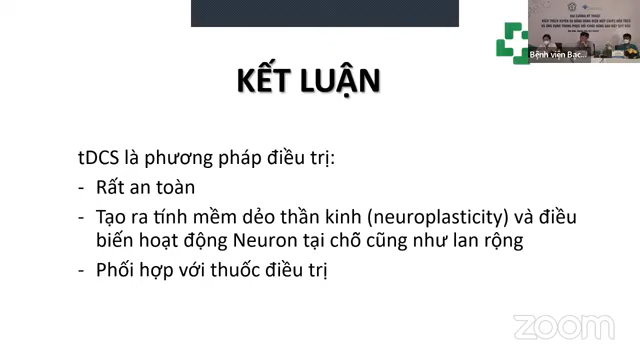 KẾT LUẬN
tDCS là phương pháp điều trị:
- Rất an toàn
- Tạo ra tính mềm dẻo thần kinh (neuroplasticity) và điều
biến hoạt động Neuron tại chỗ cũng như lan rộng
- Phối hợp với thuốc điều trị
Bệnh viện Bạc...
zoom